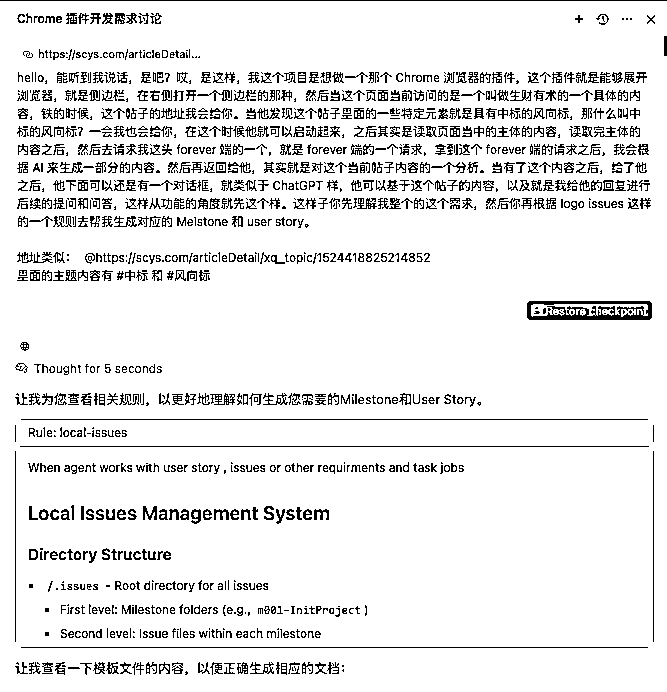 Chrome 插件开发需求讨论
https://scys.com/articleDetail...
hello，能听到我说话，是吧？哎，是这样，我这个项目是想做一个那个 Chrome 浏览器的插件，这个插件就是能够展开
浏览器，就是侧边栏，在右侧打开一个侧边栏的那种，然后当这个页面当前访问的是一个叫做生财有术的一个具体的内
容，铁的时候，这个帖子的地址我会给你。当他发现这个帖子里面的一些特定元素就是具有中标的风向标，那什么叫中
标的风向标？一会我也会给你，在这个时候他就可以启动起来，之后其实是读取页面当中的主体的内容，读取完主体的
内容之后，然后去请求我这头 forever 端的一个，就是 forever 端的一个请求，拿到这个 forever 端的请求之后，我会根
据 AI 来生成一部分的内容。然后再返回给他，其实就是对这个当前帖子内容的一个分析。当有了这个内容之后，给了他
之后，他下面可以还是有一个对话框，就类似于 ChatGPT 样，他可以基于这个帖子的内容，以及就是我给他的回复进行
后续的提问和问答，这样从功能的角度就先这个样。这样子你先理解我整个的这个需求，然后你再根据 logo issues 这样
的一个规则去帮我生成对应的 Melstone 和 user story。
地址类似： @https://scys.com/articleDetail/xq_topic/1524418825214852
里面的主题内容有 #中标 和 #风向标
Restore checkpoint
Thought for 5 seconds
让我为您查看相关规则，以更好地理解如何生成您需要的Milestone和User Story。
Rule: local-issues
When agent works with user story , issues or other requirments and task jobs
Local Issues Management System
Directory Structure
/.issues - Root directory for all issues
First level: Milestone folders (e.g., m001-InitProject)
Second level: Issue files within each milestone
让我查看一下模板文件的内容，以便正确生成相应的文档：